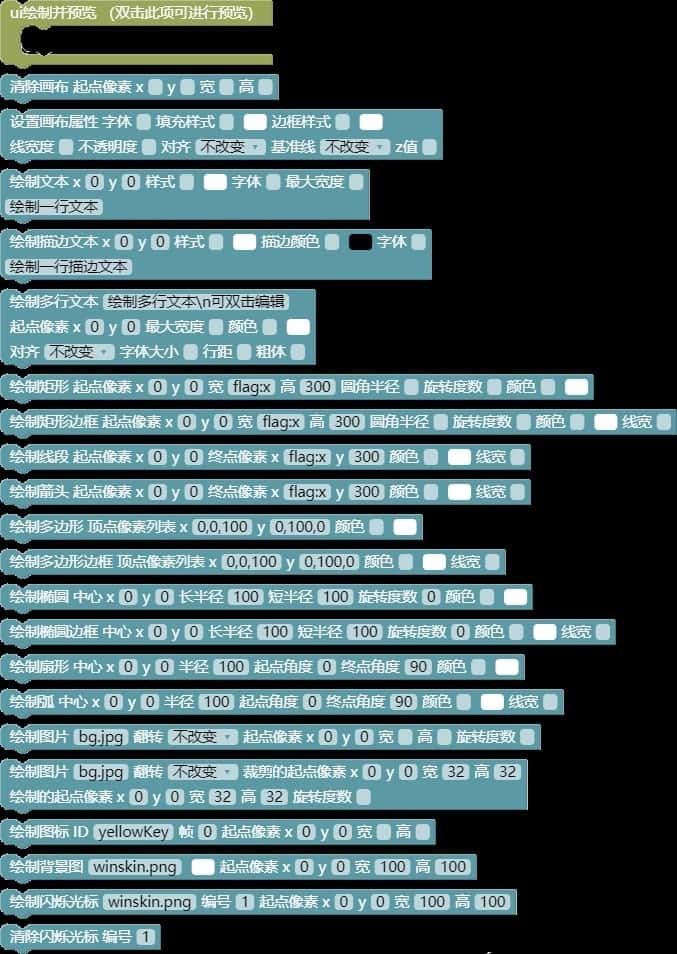 ui绘制并预览 (双击此项可进行预览)
清除画布 起点像素 x y 宽 高
设置画布属性 字体 填充样式 边框样式
线宽度 不透明度 对齐 不改变 基准线 不改变 z值
绘制文本 x 0 y 0 样式 字体 最大宽度
绘制一行文本
绘制描边文本 x 0 y 0 样式 描边颜色 字体
绘制一行描边文本
绘制多行文本 绘制多行文本\n可双击编辑
起点像素 x 0 y 0 最大宽度 颜色
对齐 不改变 字体大小 行距 粗体
绘制矩形 起点像素 x 0 y 0 宽 flag:x 高 300 圆角半径 旋转度数 颜色
绘制矩形边框 起点像素 x 0 y 0 宽 flag:x 高 300 圆角半径 旋转度数 颜色 线宽
绘制线段 起点像素 x 0 y 0 终点像素 x flag:x y 300 颜色 线宽
绘制箭头 起点像素 x 0 y 0 终点像素 x flag:x y 300 颜色 线宽
绘制多边形 顶点像素列表 x 0,0,100 y 0,100,0 颜色
绘制多边形边框 顶点像素列表 x 0,0,100 y 0,100,0 颜色 线宽
绘制椭圆 中心 x 0 y 0 长半径 100 短半径 100 旋转度数 0 颜色
绘制椭圆边框 中心 x 0 y 0 长半径 100 短半径 100 旋转度数 0 颜色 线宽
绘制扇形 中心 x 0 y 0 半径 100 起点角度 0 终点角度 90 颜色
绘制弧 中心 x 0 y 0 半径 100 起点角度 0 终点角度 90 颜色 线宽
绘制图片 bg.jpg 翻转 不改变 起点像素 x 0 y 0 宽 高 旋转度数
绘制图片 bg.jpg 翻转 不改变 裁剪的起点像素 x 0 y 0 宽 32 高 32
绘制的起点像素 x 0 y 0 宽 32 高 32 旋转度数
绘制图标 ID yellowKey 帧 0 起点像素 x 0 y 0 宽 高
绘制背景图 winskin.png 起点像素 x 0 y 0 宽 100 高 100
绘制闪烁光标 winskin.png 编号 1 起点像素 x 0 y 0 宽 100 高 100
清除闪烁光标 编号 1